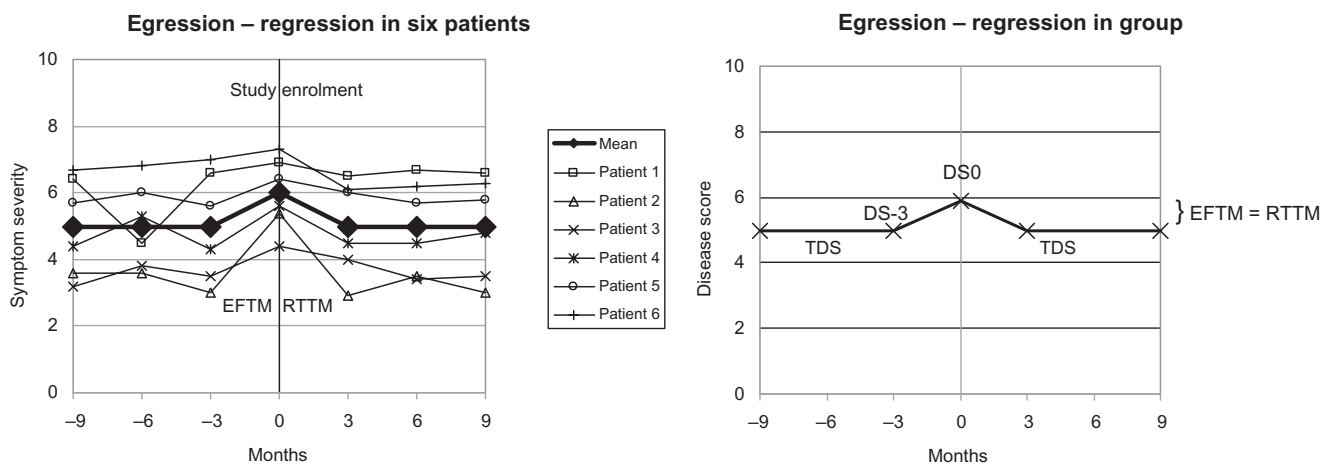 Egression – regression in six patients
10
8
6
4
2
0
Symptom severity
Study enrolment
EFTM
RTTM
–9
–6
–3
0
3
6
9
Months
Mean
Patient 1
Patient 2
Patient 3
Patient 4
Patient 5
Patient 6
Egression – regression in group
10
8
6
4
2
0
Disease score
DS0
DS-3
TDS
TDS
} EFTM = RTTM
–9
–6
–3
0
3
6
9
Months